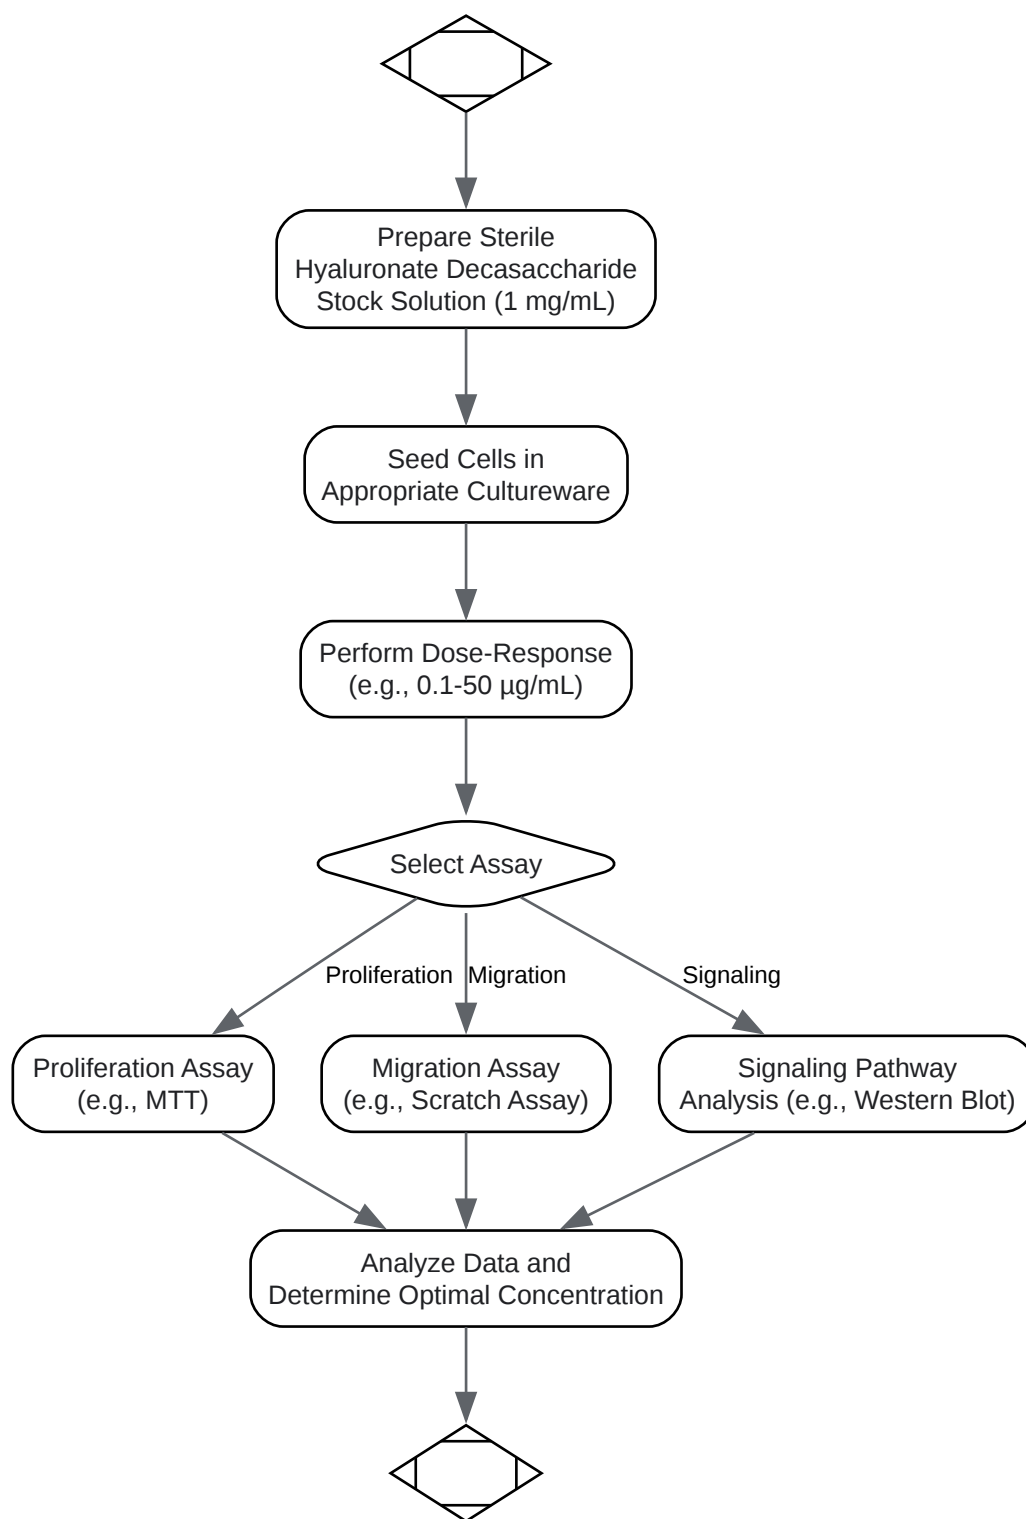 Prepare Sterile
Hyaluronate Decasaccharide
Stock Solution (1 mg/mL)
Seed Cells in
Appropriate Cultureware
Perform Dose-Response
(e.g., 0.1-50 µg/mL)
Select Assay
Proliferation
Migration
Signaling
Proliferation Assay
(e.g., MTT)
Migration Assay
(e.g., Scratch Assay)
Signaling Pathway
Analysis (e.g., Western Blot)
Analyze Data and
Determine Optimal Concentration